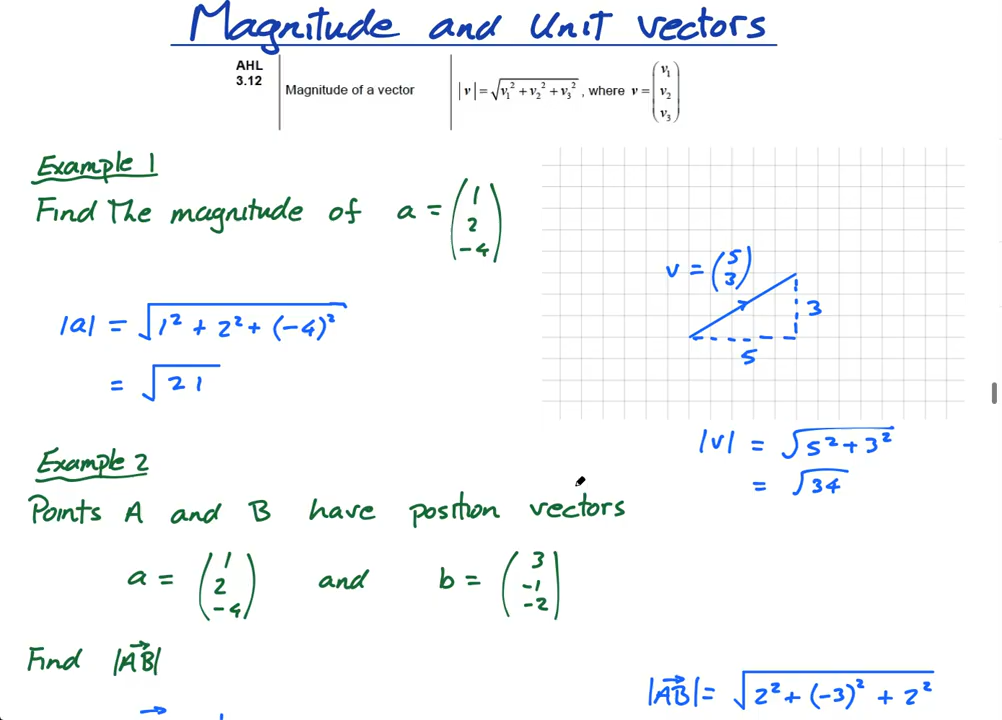 Magnitude and Unit vectors
AHL
3.12
Magnitude of a vector
|v| = √(v₁² + v₂² + v₃²) , where v = (v₁ v₂ v₃)
Example 1
Find The magnitude of a = (1 2 -4)
|a| = √(1² + 2² + (-4)²)
= √21
v = (5 3)
3
5
|v| = √(5² + 3²)
= √34
Example 2
Points A and B have position vectors
a = (1 2 -4) and b = (3 -1 -2)
Find |AB|
|AB| = √(2² + (-3)² + 2²)